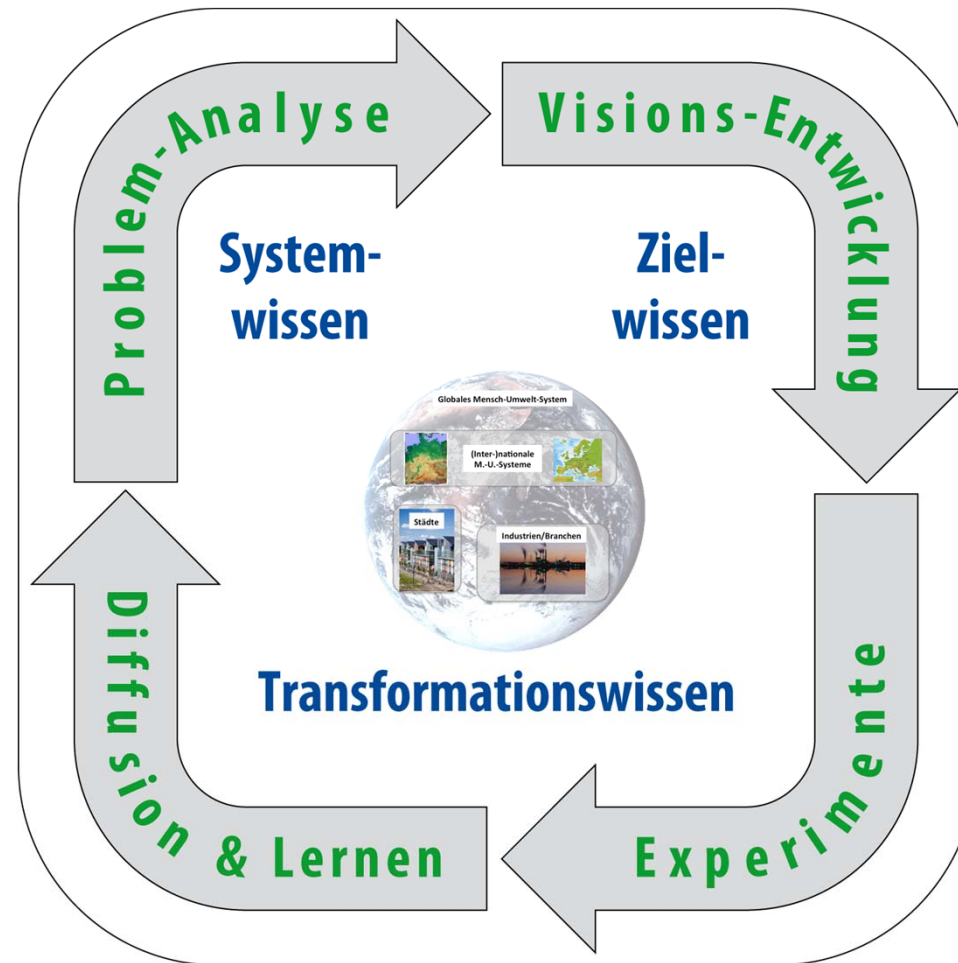 Problem-Analyse
Visions-Entwicklung
System-
wissen
Ziel-
wissen
Globales Mensch-Umwelt-System
(Inter-)nationale
M.-U.-Systeme
Städte
Industrien/Branchen
Transformationswissen
Experimente
Diffusion & Lernen